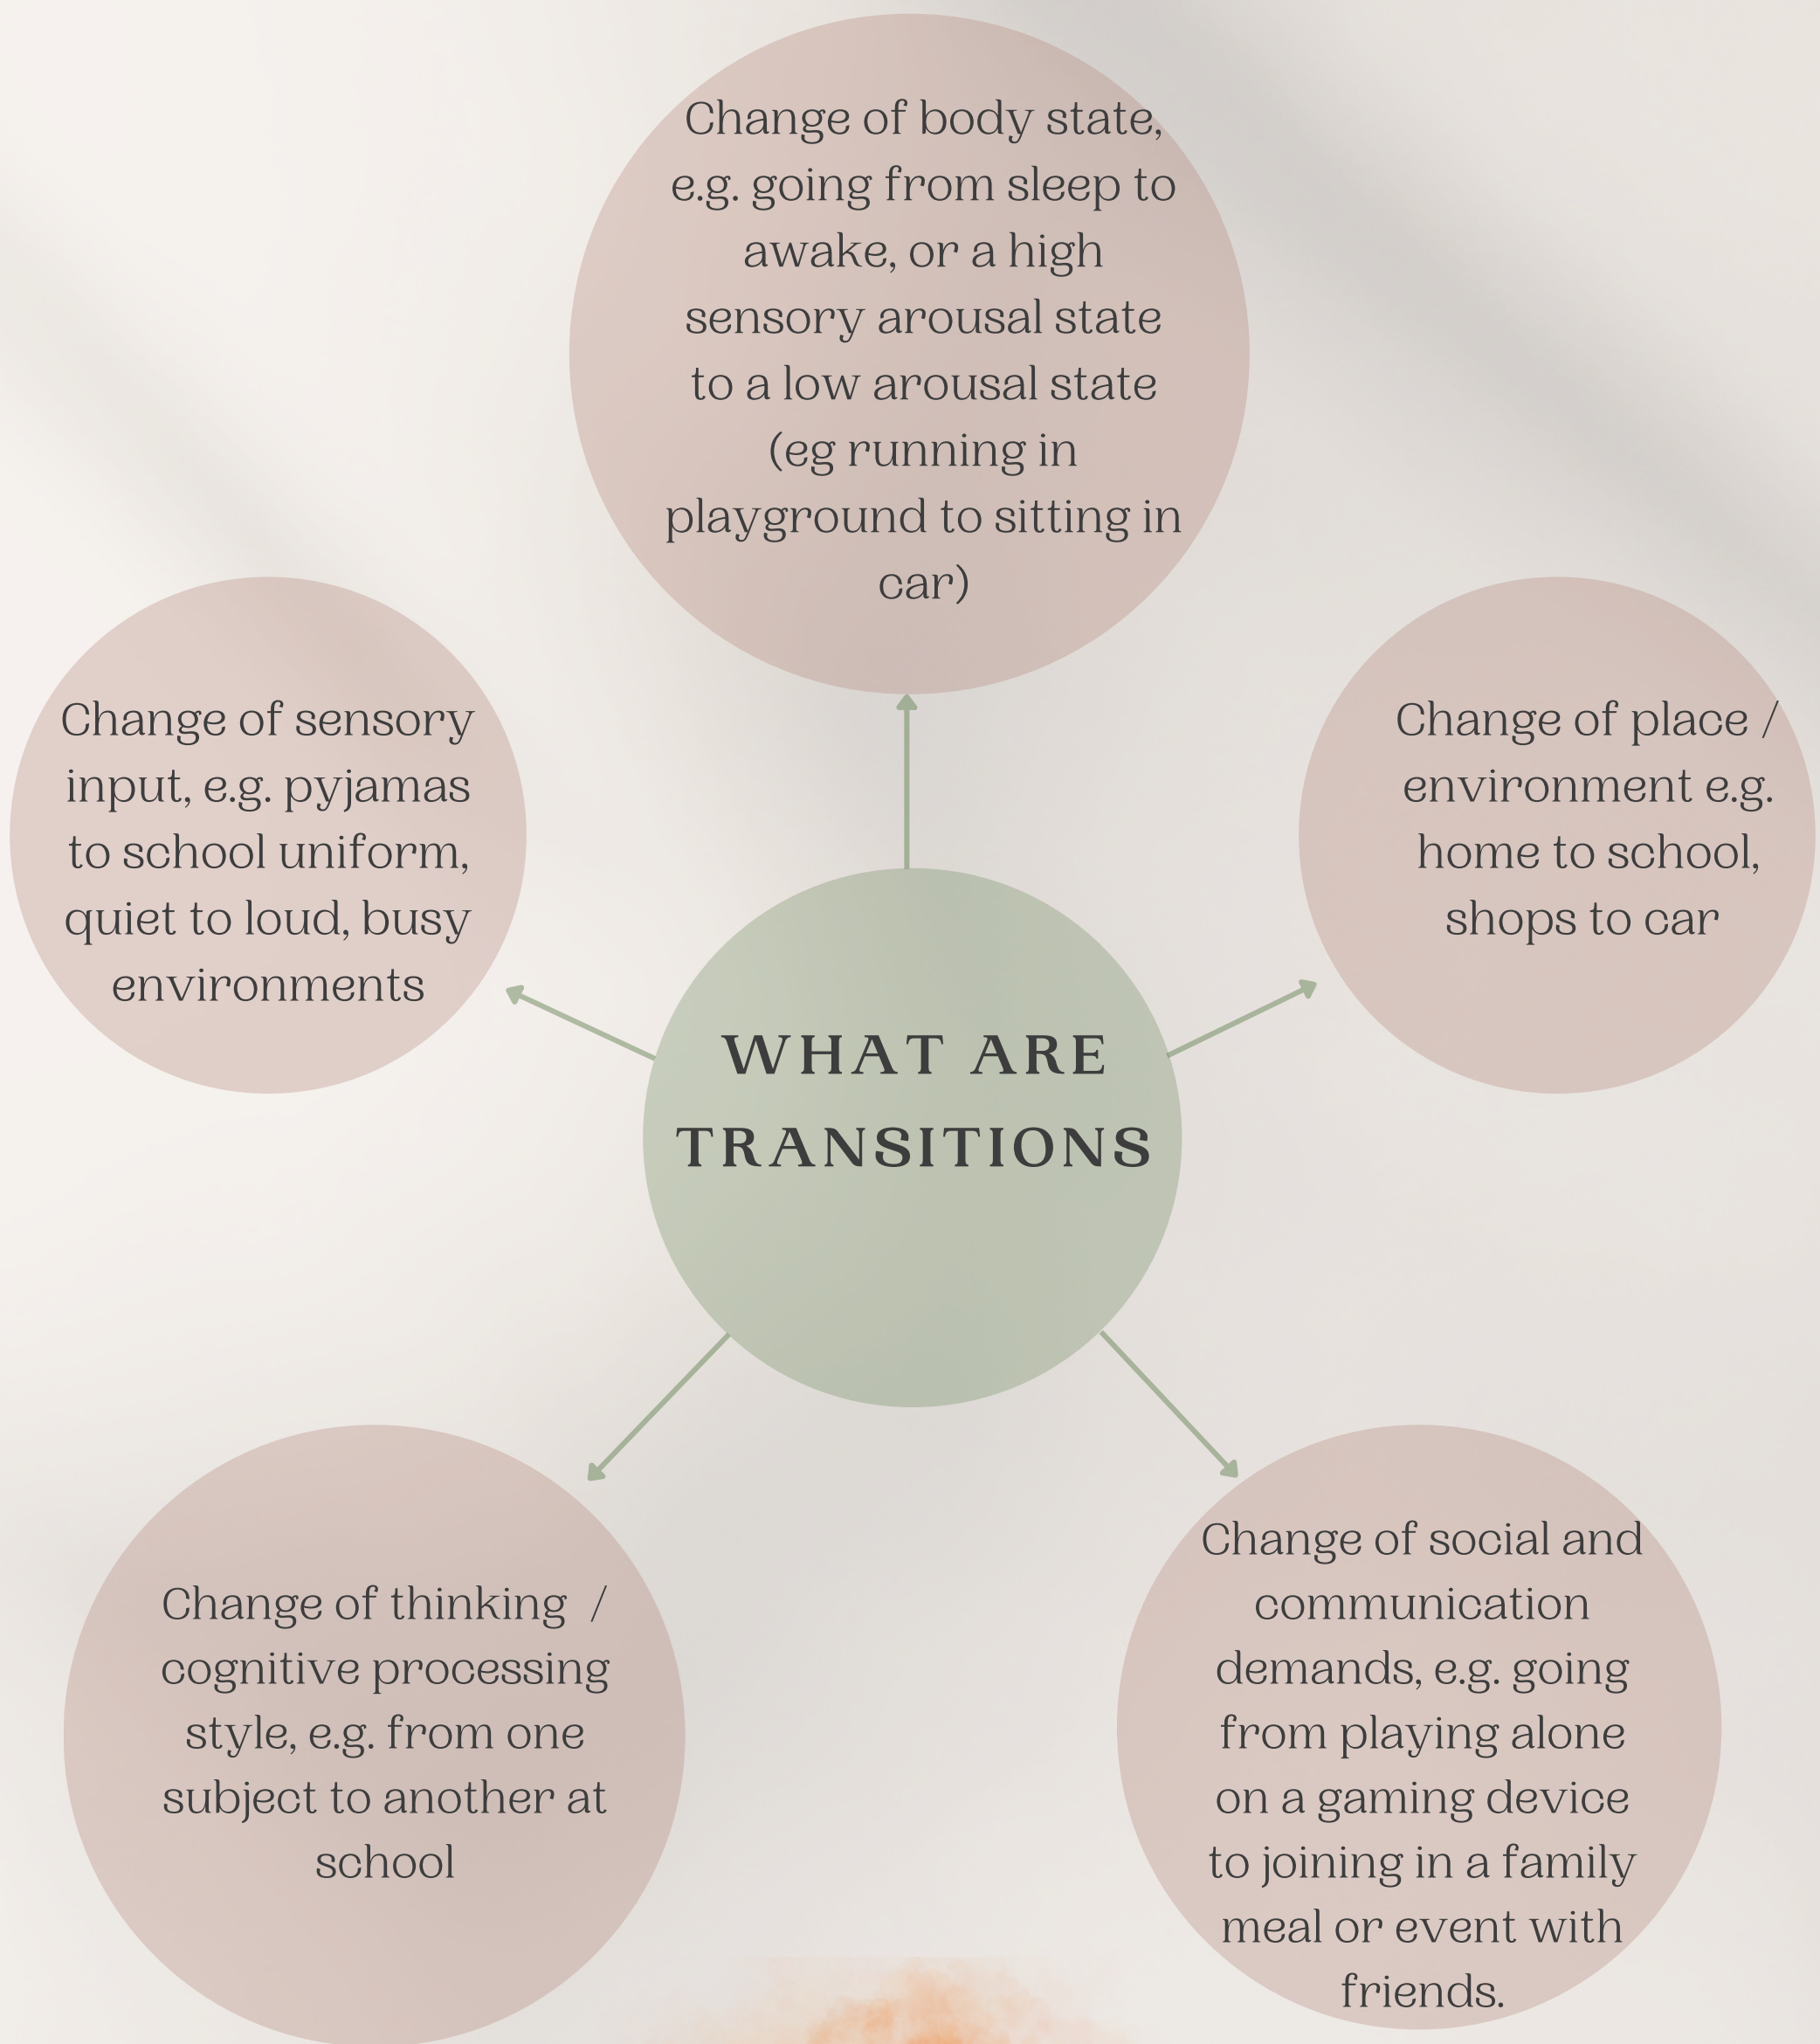 Change of body state,
e.g. going from sleep to
awake, or a high
sensory arousal state
to a low arousal state
(eg running in
playground to sitting in
car)
Change of sensory
input, e.g. pyjamas
to school uniform,
quiet to loud, busy
environments
Change of place /
environment e.g.
home to school,
shops to car
WHAT ARE
TRANSITIONS
Change of thinking  /
cognitive processing
style, e.g. from one
subject to another at
school
Change of social and
communication
demands, e.g. going
from playing alone
on a gaming device
to joining in a family
meal or event with
friends.